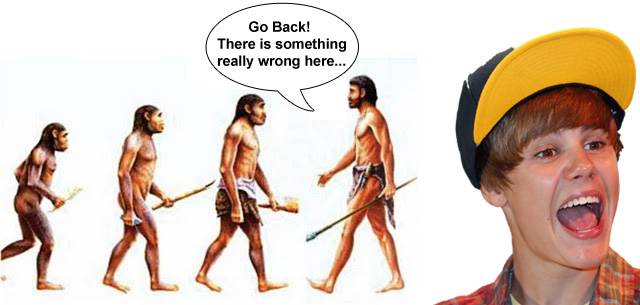 Go Back!
There is something
really wrong here...